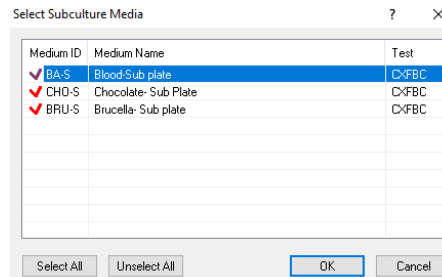 Select Subculture Media ? ×
Medium ID Medium Name Test
BA-S Blood-Sub plate CXFBC
CHO-S Chocolate- Sub Plate CXFBC
BRU-S Brucella- Sub plate CXFBC
Select All Unselect All OK Cancel